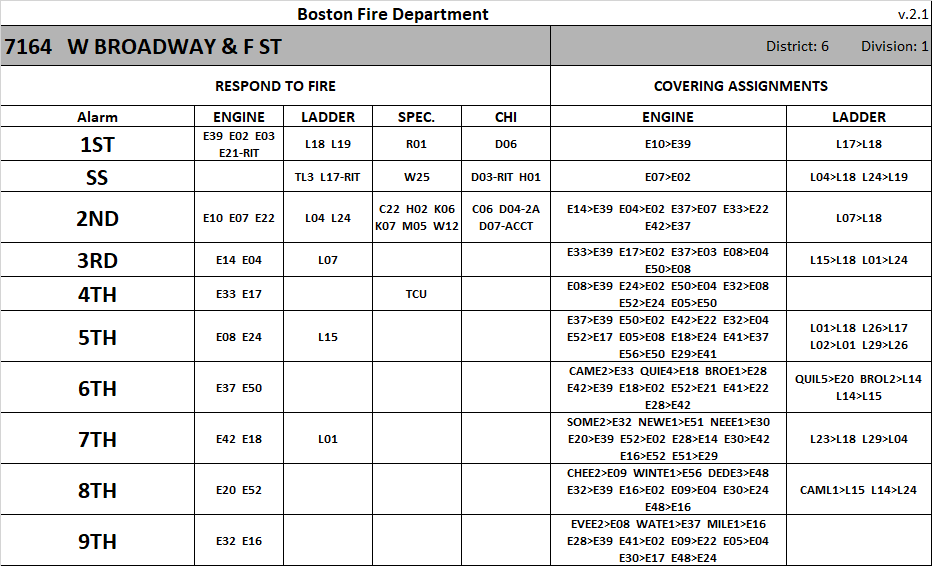 Boston Fire Department v.2.1
7164 W BROADWAY & F ST District: 6 Division: 1
RESPOND TO FIRE COVERING ASSIGNMENTS
Alarm ENGINE LADDER SPEC. CHI ENGINE LADDER
1ST
E39 E02 E03
E21-RIT
L18 L19
R01
D06
E10>E39
L17>L18
SS
TL3 L17-RIT
W25
D03-RIT H01
E07>E02
L04>L18 L24>L19
2ND
E10 E07 E22
L04 L24
C22 H02 K06
K07 M05 W12
C06 D04-2A
D07-ACCT
E14>E39 E04>E02 E37>E07 E33>E22
E42>E37
L07>L18
3RD
E14 E04
L07
E33>E39 E17>E02 E37>E03 E08>E04
E50>E08
L15>L18 L01>L24
4TH
E33 E17
TCU
E08>E39 E24>E02 E50>E04 E32>E08
E52>E24 E05>E50
5TH
E08 E24
L15
E37>E39 E50>E02 E42>E22 E32>E04
E52>E17 E05>E08 E18>E24 E41>E37
E56>E50 E29>E41
L01>L18 L26>L17
L02>L01 L29>L26
6TH
E37 E50
CAME2>E33 QUIE4>E18 BROE1>E28
E42>E39 E18>E02 E52>E21 E41>E22
E28>E42
QUIL5>E20 BROL2>L14
L14>L15
7TH
E42 E18
L01
SOME2>E32 NEWE1>E51 NEEE1>E30
E20>E39 E52>E02 E28>E14 E30>E42
E16>E52 E51>E29
L23>L18 L29>L04
8TH
E20 E52
CHEE2>E09 WINTE1>E56 DEDE3>E48
E32>E39 E16>E02 E09>E04 E30>E24
E48>E16
CAML1>L15 L14>L24
9TH
E32 E16
EVEE2>E08 WATE1>E37 MILE1>E16
E28>E39 E41>E02 E09>E22 E05>E04
E30>E17 E48>E24